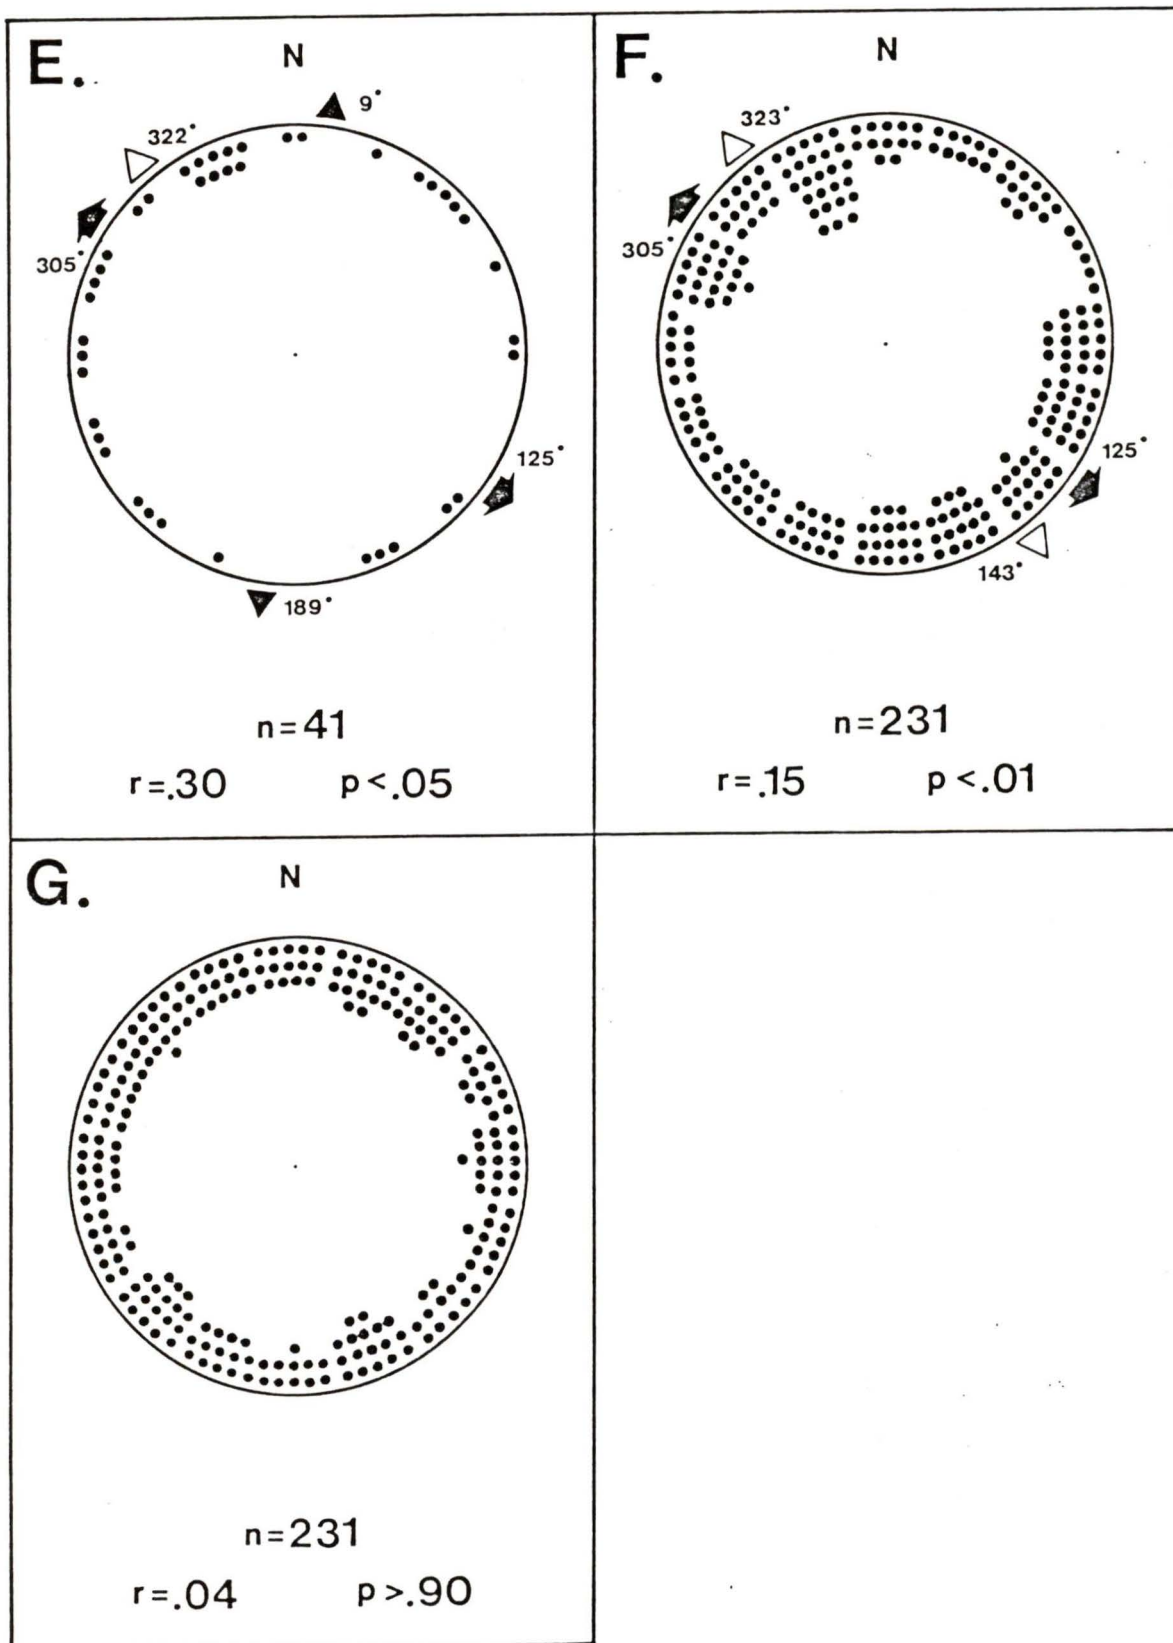 E.
N
9°
322°
305°
125°
189°
n=41
r=.30 p<.05
F.
N
323°
305°
125°
143°
n=231
r=.15 p<.01
G.
N
n=231
r=.04 p>.90